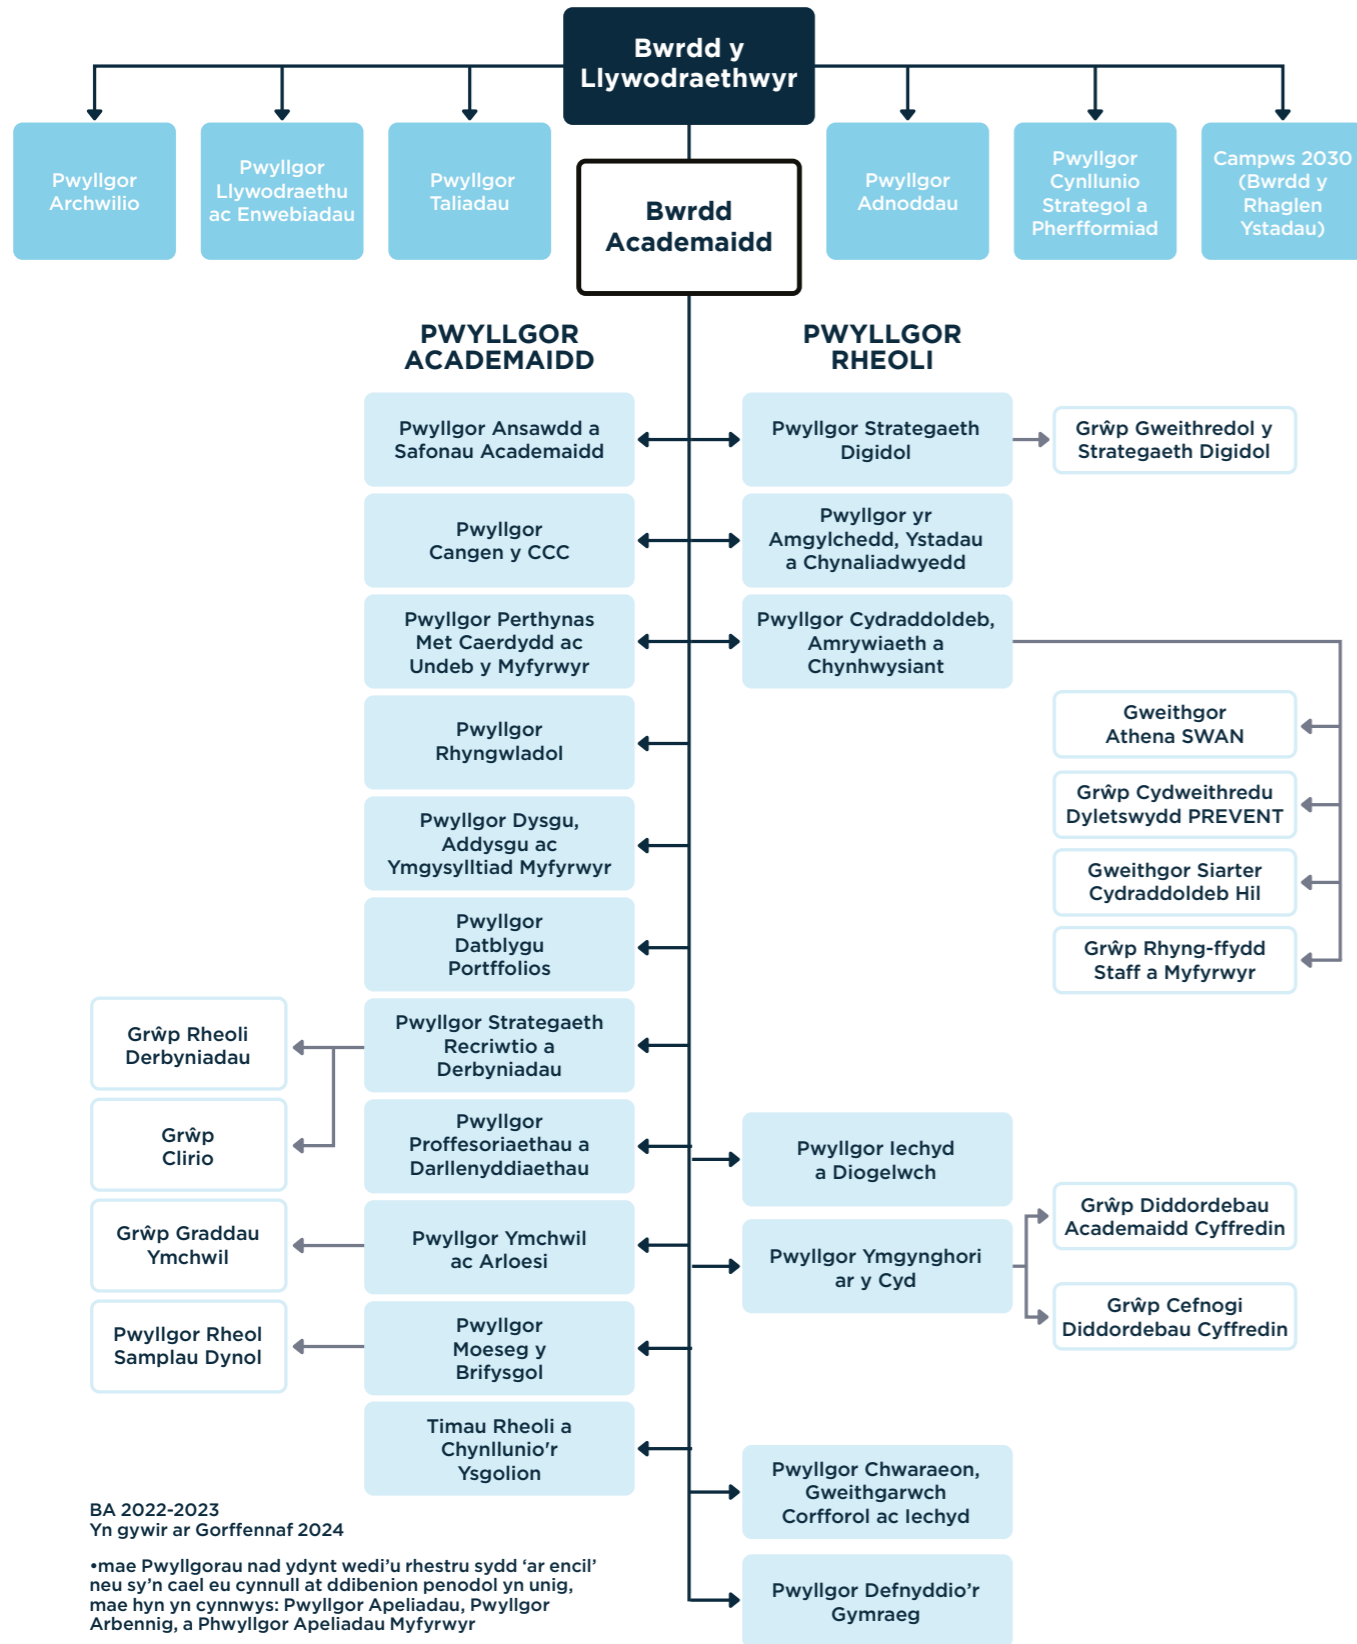 Bwrdd y
Llywodraethwyr
Pwyllgor
Archwilio
Pwyllgor
Llywodraethu
ac Enwebiadau
Pwyllgor
Taliadau
Bwrdd
Academaidd
Pwyllgor
Adnoddau
Pwyllgor
Cynllunio
Strategol a
Pherfformiad
Campws 2030
(Bwrdd y
Rhaglen
Ystadau)
PWYLLGOR
ACADEMAIDD
PWYLLGOR
RHEOLI
Pwyllgor Ansawdd a
Safonau Academaidd
Pwyllgor Strategaeth
Digidol
Grŵp Gweithredol y
Strategaeth Digidol
Pwyllgor
Cangen y CCC
Pwyllgor yr
Amgylchedd, Ystadau
a Chynaliadwyedd
Pwyllgor Perthynas
Met Caerdydd ac
Undeb y Myfyrwyr
Pwyllgor Cydraddoldeb,
Amrywiaeth a
Chynhwysiant
Pwyllgor
Rhyngwladol
Gweithgor
Athena SWAN
Pwyllgor Dysgu,
Addysgu ac
Ymgysylltiad Myfyrwyr
Grŵp Cydweithredu
Dyletswydd PREVENT
Gweithgor Siarter
Cydraddoldeb Hil
Pwyllgor
Datblygu
Portffolios
Grŵp Rhyng-ffydd
Staff a Myfyrwyr
Grŵp Rheoli
Derbyniadau
Pwyllgor Strategaeth
Recriwtio a
Derbyniadau
Grŵp
Clirio
Pwyllgor
Proffesoriaethau a
Darllenyddiaethau
Pwyllgor Iechyd
a Diogelwch
Grŵp Graddau
Ymchwil
Pwyllgor Ymchwil
ac Arloesi
Pwyllgor Ymgynghori
ar y Cyd
Grŵp Diddordebau
Academaidd Cyffredin
Grŵp Cefnogi
Diddordebau Cyffredin
Pwyllgor Rheol
Samplau Dynol
Pwyllgor
Moeseg y
Brifysgol
Timau Rheoli a
Chynllunio'r
Ysgolion
Pwyllgor Chwaraeon,
Gweithgarwch
Corfforol ac Iechyd
Pwyllgor Defnyddio’r
Gymraeg
BA 2022-2023
Yn gywir ar Gorffennaf 2024
•mae Pwyllgorau nad ydynt wedi’u rhestru sydd ‘ar encil’
neu sy’n cael eu cynnull at ddibenion penodol yn unig,
mae hyn yn cynnwys: Pwyllgor Apeliadau, Pwyllgor
Arbennig, a Phwyllgor Apeliadau Myfyrwyr